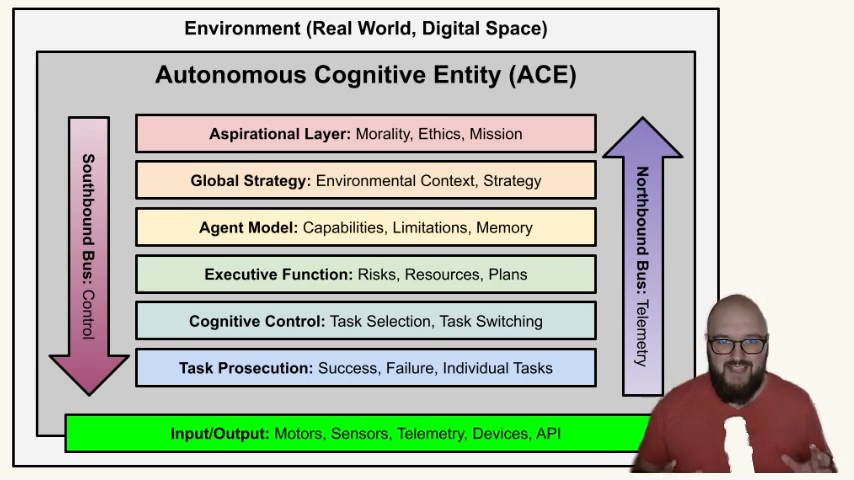 Environment (Real World, Digital Space)
Autonomous Cognitive Entity (ACE)
Southbound Bus: Control
Aspirational Layer: Morality, Ethics, Mission
Global Strategy: Environmental Context, Strategy
Agent Model: Capabilities, Limitations, Memory
Executive Function: Risks, Resources, Plans
Cognitive Control: Task Selection, Task Switching
Task Prosecution: Success, Failure, Individual Tasks
Northbound Bus: Telemetry
Input/Output: Motors, Sensors, Telemetry, Devices, API